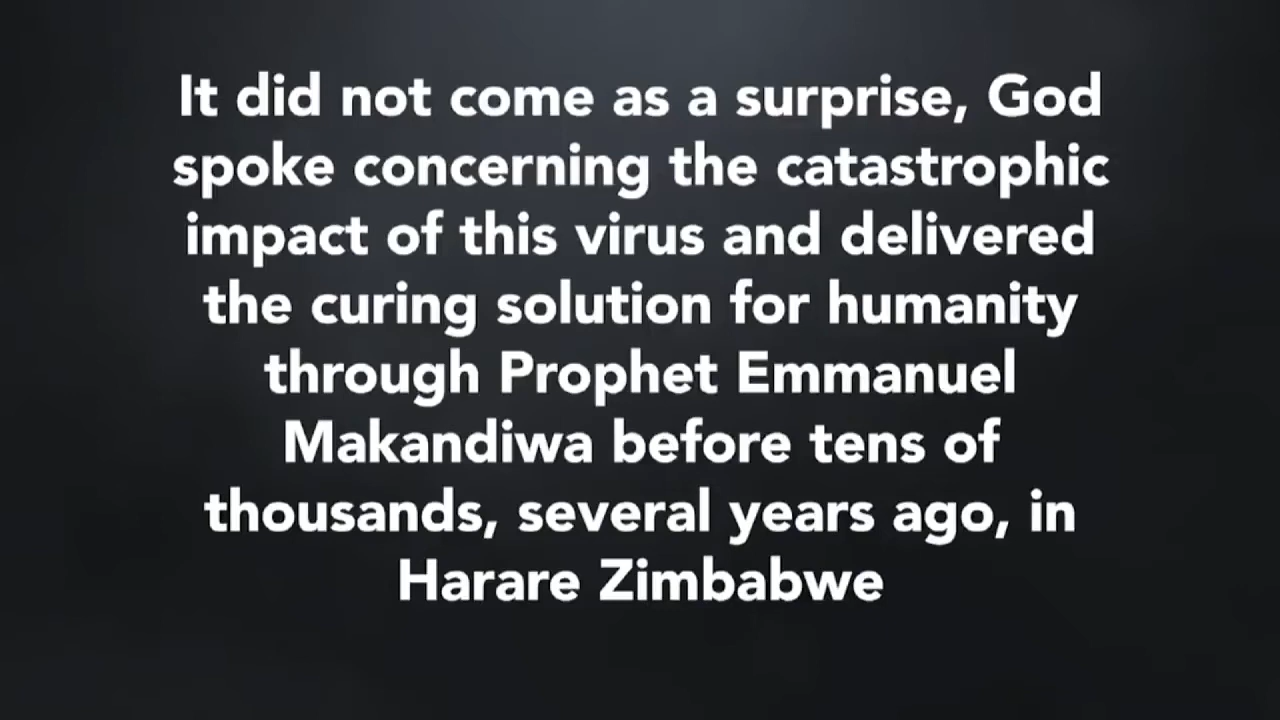 It did not come as a surprise, God
spoke concerning the catastrophic
impact of this virus and delivered
the curing solution for humanity
through Prophet Emmanuel
Makandiwa before tens of
thousands, several years ago, in
Harare Zimbabwe